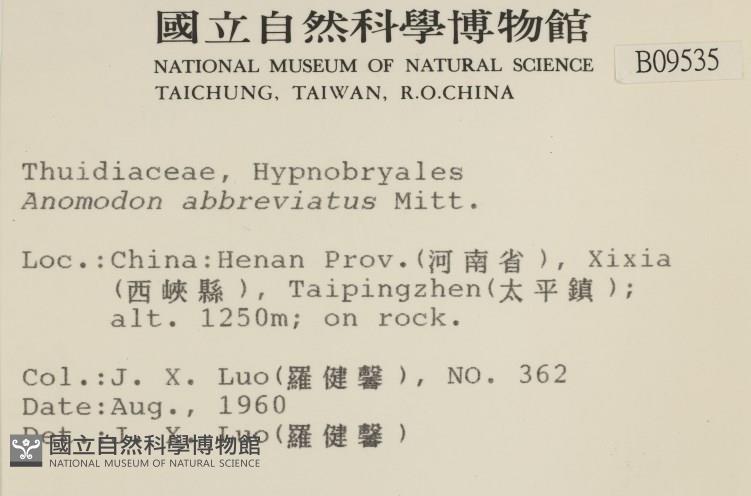 國立自然科學博物館
NATIONAL MUSEUM OF NATURAL SCIENCE
TAICHUNG, TAIWAN, R.O.CHINA
B09535
Thuidiaceae, Hypnobryales
Anomodon abbreviatus Mitt.
Loc.:China:Henan Prov.(河南省), Xixia
(西峽縣), Taipingzhen(太平鎮);
alt. 1250m; on rock.
Col.:J. X. Luo(羅健馨), NO. 362
Date:Aug., 1960
Det.:J. X. Luo(羅健馨)
國立自然科學博物館
NATIONAL MUSEUM OF NATURAL SCIENCE